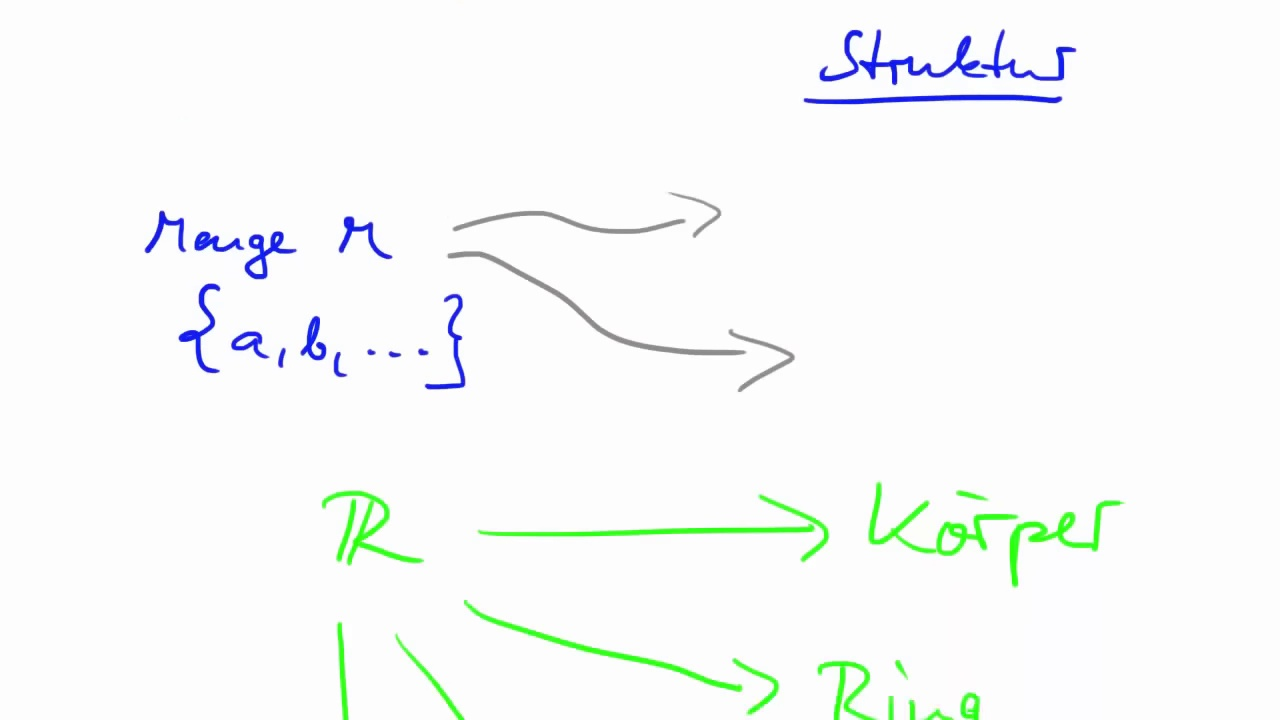 Struktur
Menge M
{a, b, ...}
ℝ → Körper
Ring